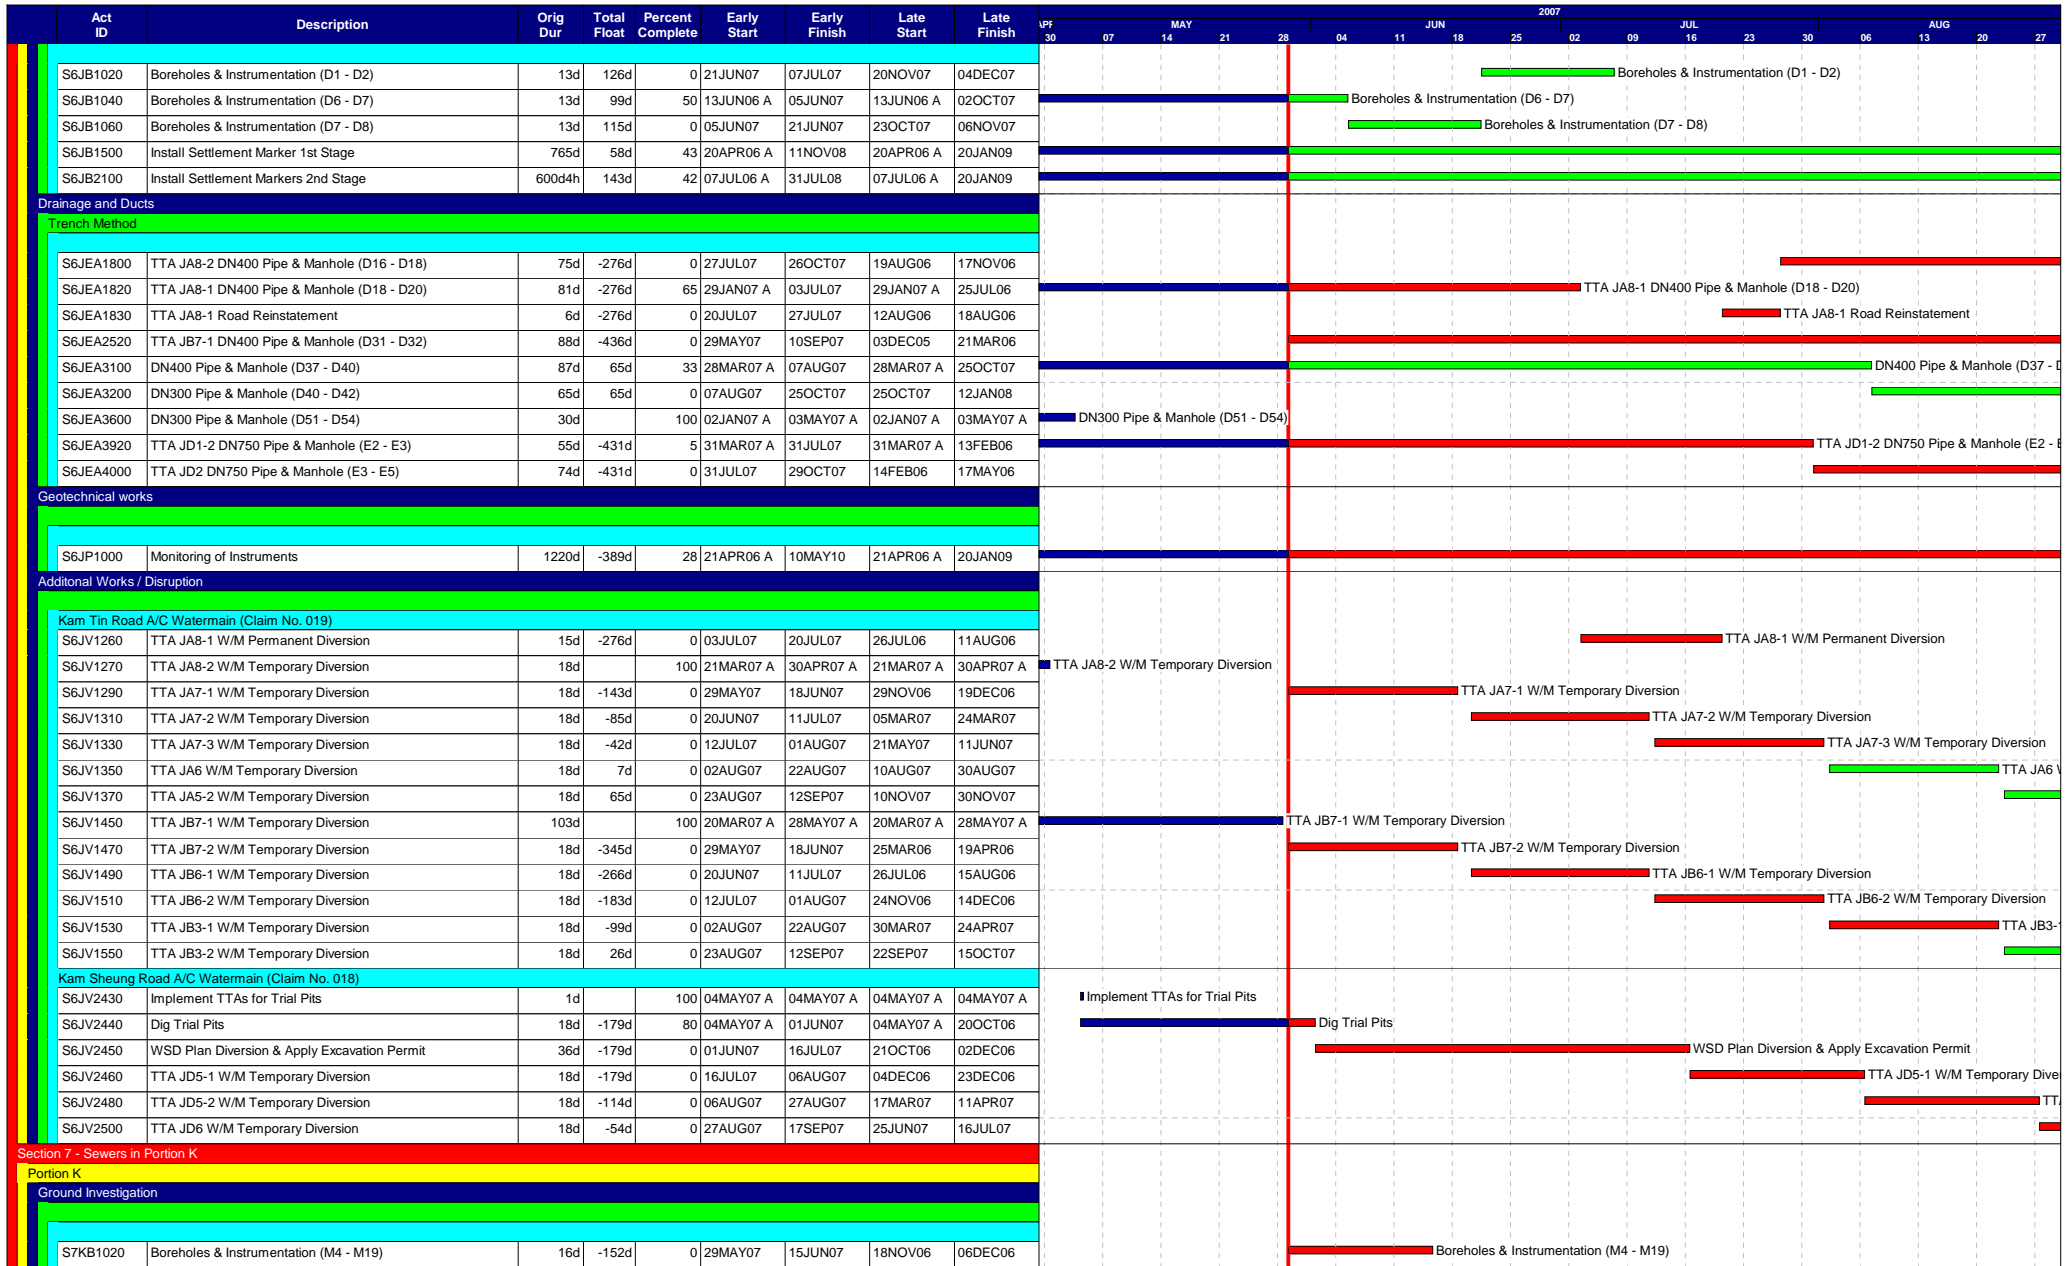 Act ID Description Orig Dur Total Float Percent Complete Early Start Early Finish Late Start Late Finish
2007
APR MAY JUN JUL AUG
30 07 14 21 28 04 11 18 25 02 09 16 23 30 06 13 20 27
S6JB1020 Boreholes & Instrumentation (D1 - D2) 13d 126d 0 21JUN07 07JUL07 20NOV07 04DEC07 Boreholes & Instrumentation (D1 - D2)
S6JB1040 Boreholes & Instrumentation (D6 - D7) 13d 99d 50 13JUN06 A 05JUN07 13JUN06 A 02OCT07 Boreholes & Instrumentation (D6 - D7)
S6JB1060 Boreholes & Instrumentation (D7 - D8) 13d 115d 0 05JUN07 21JUN07 23OCT07 06NOV07 Boreholes & Instrumentation (D7 - D8)
S6JB1500 Install Settlement Marker 1st Stage 765d 58d 43 20APR06 A 11NOV08 20APR06 A 20JAN09
S6JB2100 Install Settlement Markers 2nd Stage 600d4h 143d 42 07JUL06 A 31JUL08 07JUL06 A 20JAN09
Drainage and Ducts
Trench Method
S6JEA1800 TTA JA8-2 DN400 Pipe & Manhole (D16 - D18) 75d -276d 0 27JUL07 26OCT07 19AUG06 17NOV06
S6JEA1820 TTA JA8-1 DN400 Pipe & Manhole (D18 - D20) 81d -276d 65 29JAN07 A 03JUL07 29JAN07 A 25JUL06 TTA JA8-1 DN400 Pipe & Manhole (D18 - D20)
S6JEA1830 TTA JA8-1 Road Reinstatement 6d -276d 0 20JUL07 27JUL07 12AUG06 18AUG06 TTA JA8-1 Road Reinstatement
S6JEA2520 TTA JB7-1 DN400 Pipe & Manhole (D31 - D32) 88d -436d 0 29MAY07 10SEP07 03DEC05 21MAR06
S6JEA3100 DN400 Pipe & Manhole (D37 - D40) 87d 65d 33 28MAR07 A 07AUG07 28MAR07 A 25OCT07 DN400 Pipe & Manhole (D37 -
S6JEA3200 DN300 Pipe & Manhole (D40 - D42) 65d 65d 0 07AUG07 25OCT07 25OCT07 12JAN08
S6JEA3600 DN300 Pipe & Manhole (D51 - D54) 30d 100 02JAN07 A 03MAY07 A 02JAN07 A 03MAY07 A DN300 Pipe & Manhole (D51 - D54)
S6JEA3920 TTA JD1-2 DN750 Pipe & Manhole (E2 - E3) 55d -431d 5 31MAR07 A 31JUL07 31MAR07 A 13FEB06 TTA JD1-2 DN750 Pipe & Manhole (E2 -
S6JEA4000 TTA JD2 DN750 Pipe & Manhole (E3 - E5) 74d -431d 0 31JUL07 29OCT07 14FEB06 17MAY06
Geotechnical works
S6JP1000 Monitoring of Instruments 1220d -389d 28 21APR06 A 10MAY10 21APR06 A 20JAN09
Additonal Works / Disruption
Kam Tin Road A/C Watermain (Claim No. 019)
S6JV1260 TTA JA8-1 W/M Permanent Diversion 15d -276d 0 03JUL07 20JUL07 26JUL06 11AUG06 TTA JA8-1 W/M Permanent Diversion
S6JV1270 TTA JA8-2 W/M Temporary Diversion 18d 100 21MAR07 A 30APR07 A 21MAR07 A 30APR07 A TTA JA8-2 W/M Temporary Diversion
S6JV1290 TTA JA7-1 W/M Temporary Diversion 18d -143d 0 29MAY07 18JUN07 29NOV06 19DEC06 TTA JA7-1 W/M Temporary Diversion
S6JV1310 TTA JA7-2 W/M Temporary Diversion 18d -85d 0 20JUN07 11JUL07 05MAR07 24MAR07 TTA JA7-2 W/M Temporary Diversion
S6JV1330 TTA JA7-3 W/M Temporary Diversion 18d -42d 0 12JUL07 01AUG07 21MAY07 11JUN07 TTA JA7-3 W/M Temporary Diversion
S6JV1350 TTA JA6 W/M Temporary Diversion 18d 7d 0 02AUG07 22AUG07 10AUG07 30AUG07 TTA JA6
S6JV1370 TTA JA5-2 W/M Temporary Diversion 18d 65d 0 23AUG07 12SEP07 10NOV07 30NOV07
S6JV1450 TTA JB7-1 W/M Temporary Diversion 103d 100 20MAR07 A 28MAY07 A 20MAR07 A 28MAY07 A TTA JB7-1 W/M Temporary Diversion
S6JV1470 TTA JB7-2 W/M Temporary Diversion 18d -345d 0 29MAY07 18JUN07 25MAR06 19APR06 TTA JB7-2 W/M Temporary Diversion
S6JV1490 TTA JB6-1 W/M Temporary Diversion 18d -266d 0 20JUN07 11JUL07 26JUL06 15AUG06 TTA JB6-1 W/M Temporary Diversion
S6JV1510 TTA JB6-2 W/M Temporary Diversion 18d -183d 0 12JUL07 01AUG07 24NOV06 14DEC06 TTA JB6-2 W/M Temporary Diversion
S6JV1530 TTA JB3-1 W/M Temporary Diversion 18d -99d 0 02AUG07 22AUG07 30MAR07 24APR07 TTA JB3-
S6JV1550 TTA JB3-2 W/M Temporary Diversion 18d 26d 0 23AUG07 12SEP07 22SEP07 15OCT07
Kam Sheung Road A/C Watermain (Claim No. 018)
S6JV2430 Implement TTAs for Trial Pits 1d 100 04MAY07 A 04MAY07 A 04MAY07 A 04MAY07 A Implement TTAs for Trial Pits
S6JV2440 Dig Trial Pits 18d -179d 80 04MAY07 A 01JUN07 04MAY07 A 20OCT06 Dig Trial Pits
S6JV2450 WSD Plan Diversion & Apply Excavation Permit 36d -179d 0 01JUN07 16JUL07 21OCT06 02DEC06 WSD Plan Diversion & Apply Excavation Permit
S6JV2460 TTA JD5-1 W/M Temporary Diversion 18d -179d 0 16JUL07 06AUG07 04DEC06 23DEC06 TTA JD5-1 W/M Temporary Dive
S6JV2480 TTA JD5-2 W/M Temporary Diversion 18d -114d 0 06AUG07 27AUG07 17MAR07 11APR07 TT
S6JV2500 TTA JD6 W/M Temporary Diversion 18d -54d 0 27AUG07 17SEP07 25JUN07 16JUL07
Section 7 - Sewers in Portion K
Portion K
Ground Investigation
S7KB1020 Boreholes & Instrumentation (M4 - M19) 16d -152d 0 29MAY07 15JUN07 18NOV06 06DEC06 Boreholes & Instrumentation (M4 - M19)